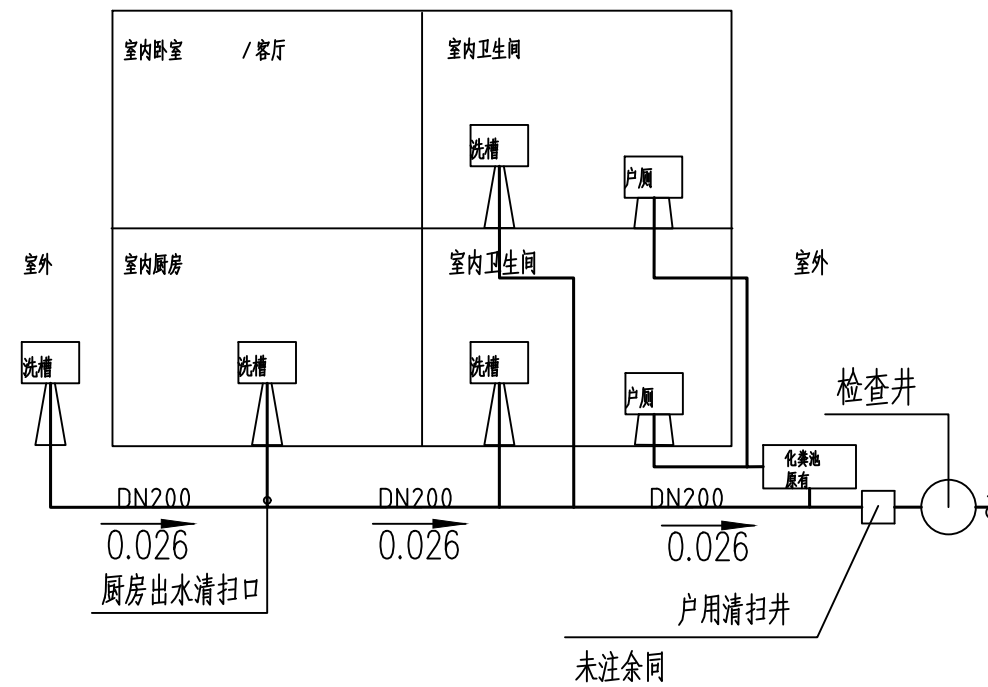 室内卧室 /客厅
室内卫生间
洗槽
户厕
室外
室内厨房
室内卫生间
室外
洗槽
洗槽
洗槽
户厕
检查井
化粪池
原有
DN200
DN200
DN200
0.026
0.026
0.026
厨房出水清扫口
户用清扫井
未注余同